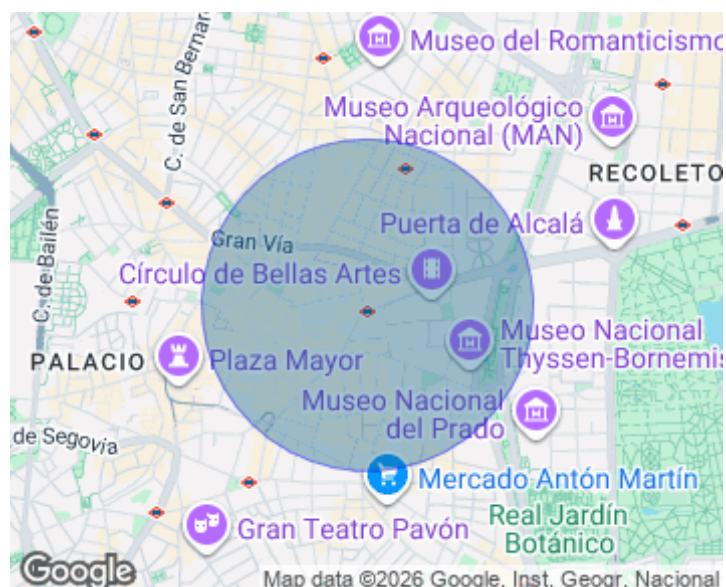 Museo del Romanticismo
C. de San Bernar
Museo Arqueológico
Nacional (MAN)
RECOLETO
C. de Bailén
Gran Vía
Puerta de Alcalá
Círculo de Bellas Artes
PALACIO
Plaza Mayor
Museo Nacional
Thyssen-Bornemis
Museo Nacional
del Prado
de Segovia
Mercado Antón Martín
Gran Teatro Pavón
Real Jardín
Botánico
Google
Map data ©2026 Google, Inst. Geogr. Nacional